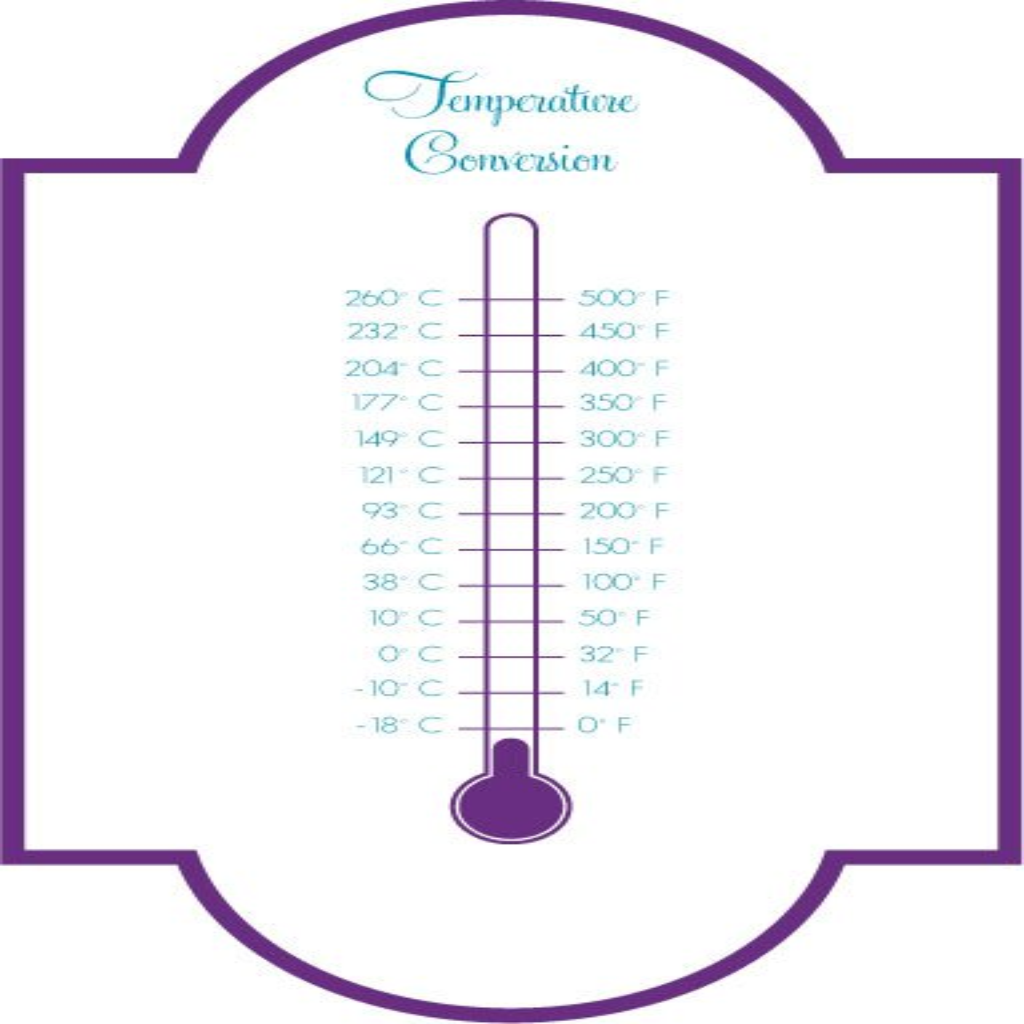 Temperature
Conversion
260° C 500° F
232° C 450° F
204° C 400° F
177° C 350° F
149° C 300° F
121° C 250° F
93° C 200° F
66° C 150° F
38° C 100° F
10° C 50° F
0° C 32° F
-10° C 14° F
-18° C 0° F